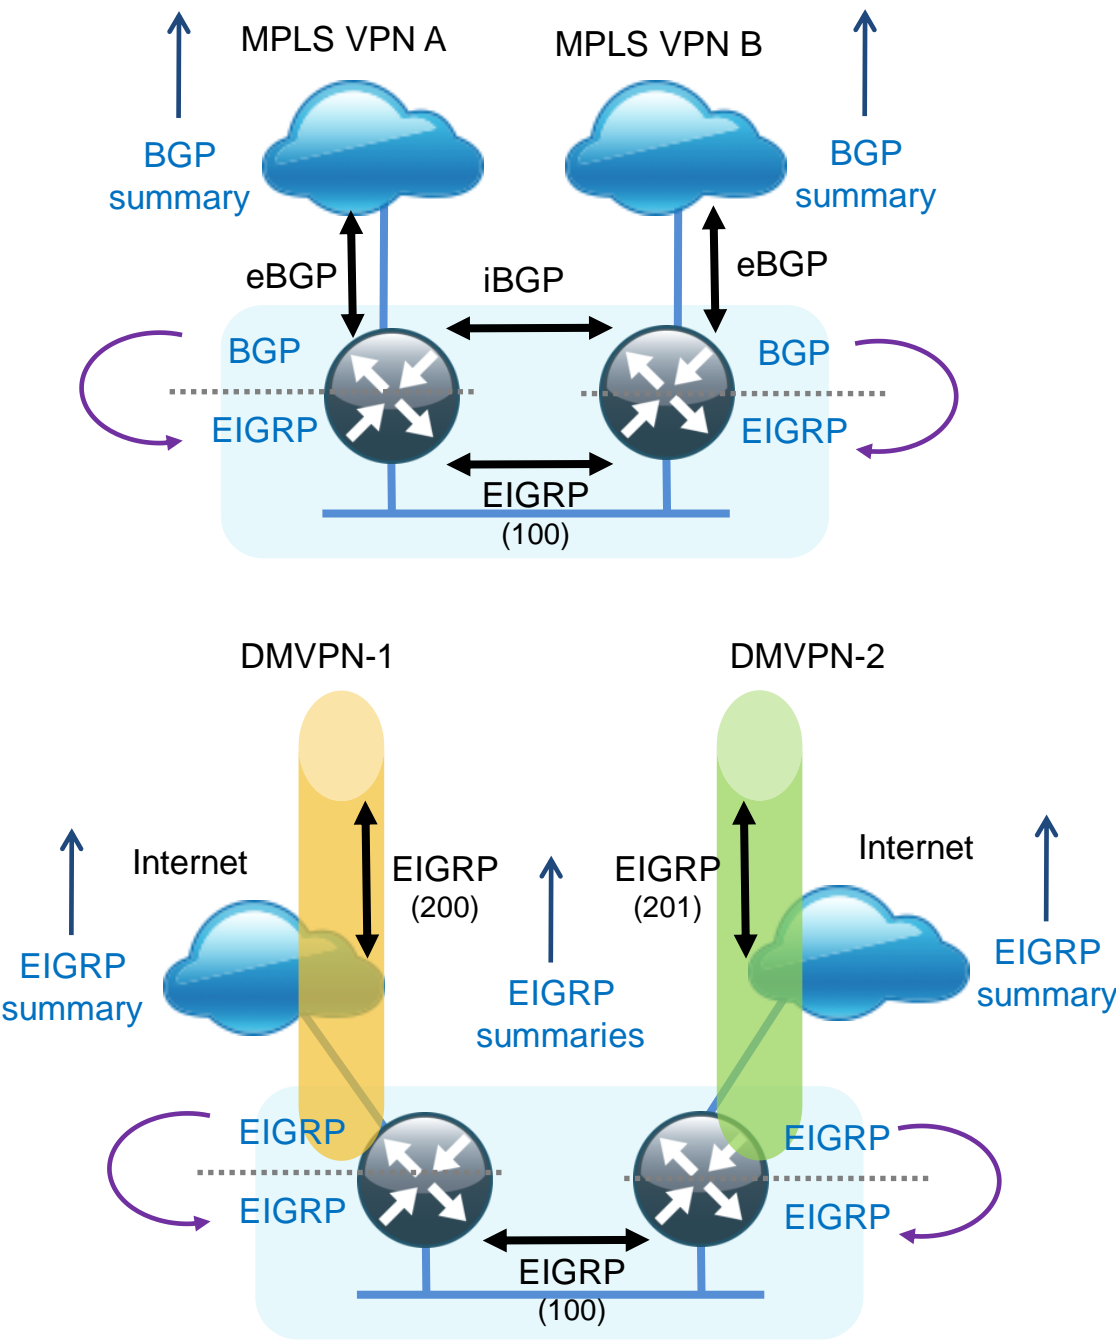 MPLS VPN A
MPLS VPN B
BGP
summary
BGP
summary
eBGP
iBGP
eBGP
BGP
BGP
EIGRP
EIGRP
EIGRP
(100)
DMVPN-1
DMVPN-2
Internet
Internet
EIGRP
(200)
EIGRP
(201)
EIGRP
summary
EIGRP
summaries
EIGRP
summary
EIGRP
EIGRP
EIGRP
EIGRP
EIGRP
(100)